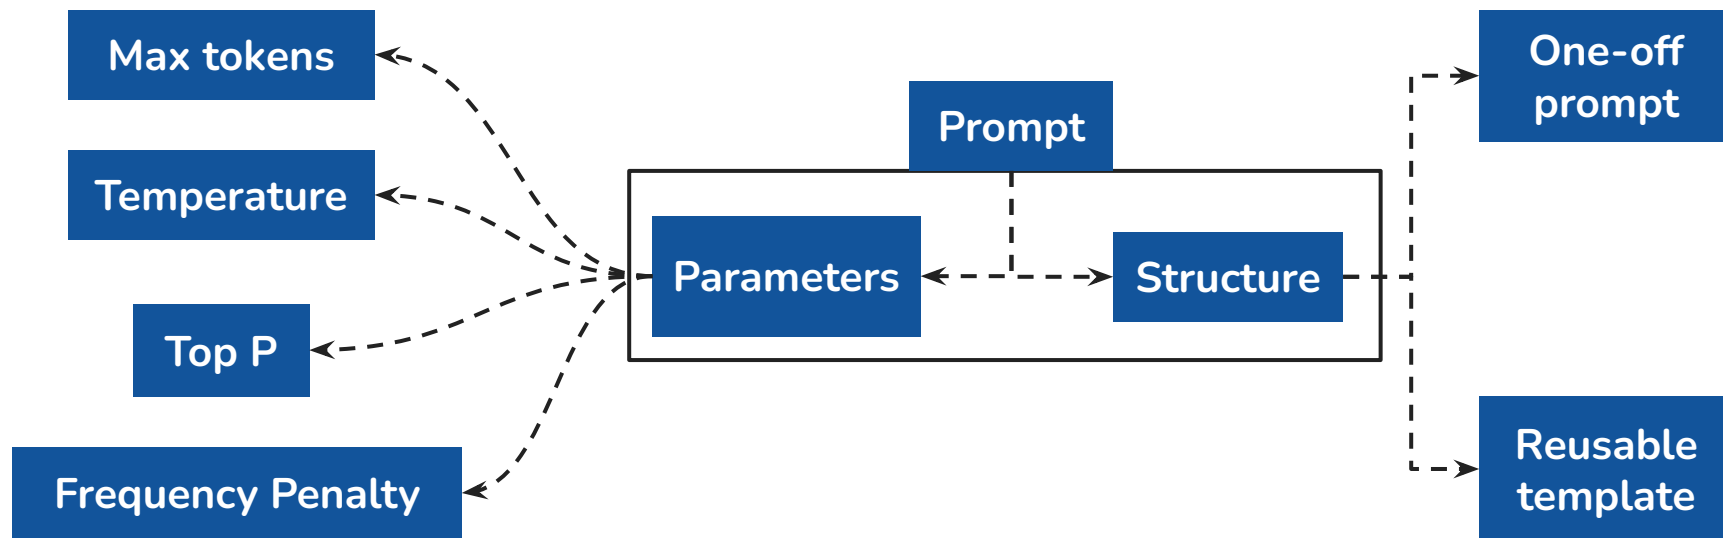 Max tokens
Temperature
Top P
Frequency Penalty
Prompt
Parameters
Structure
One-off
prompt
Reusable
template